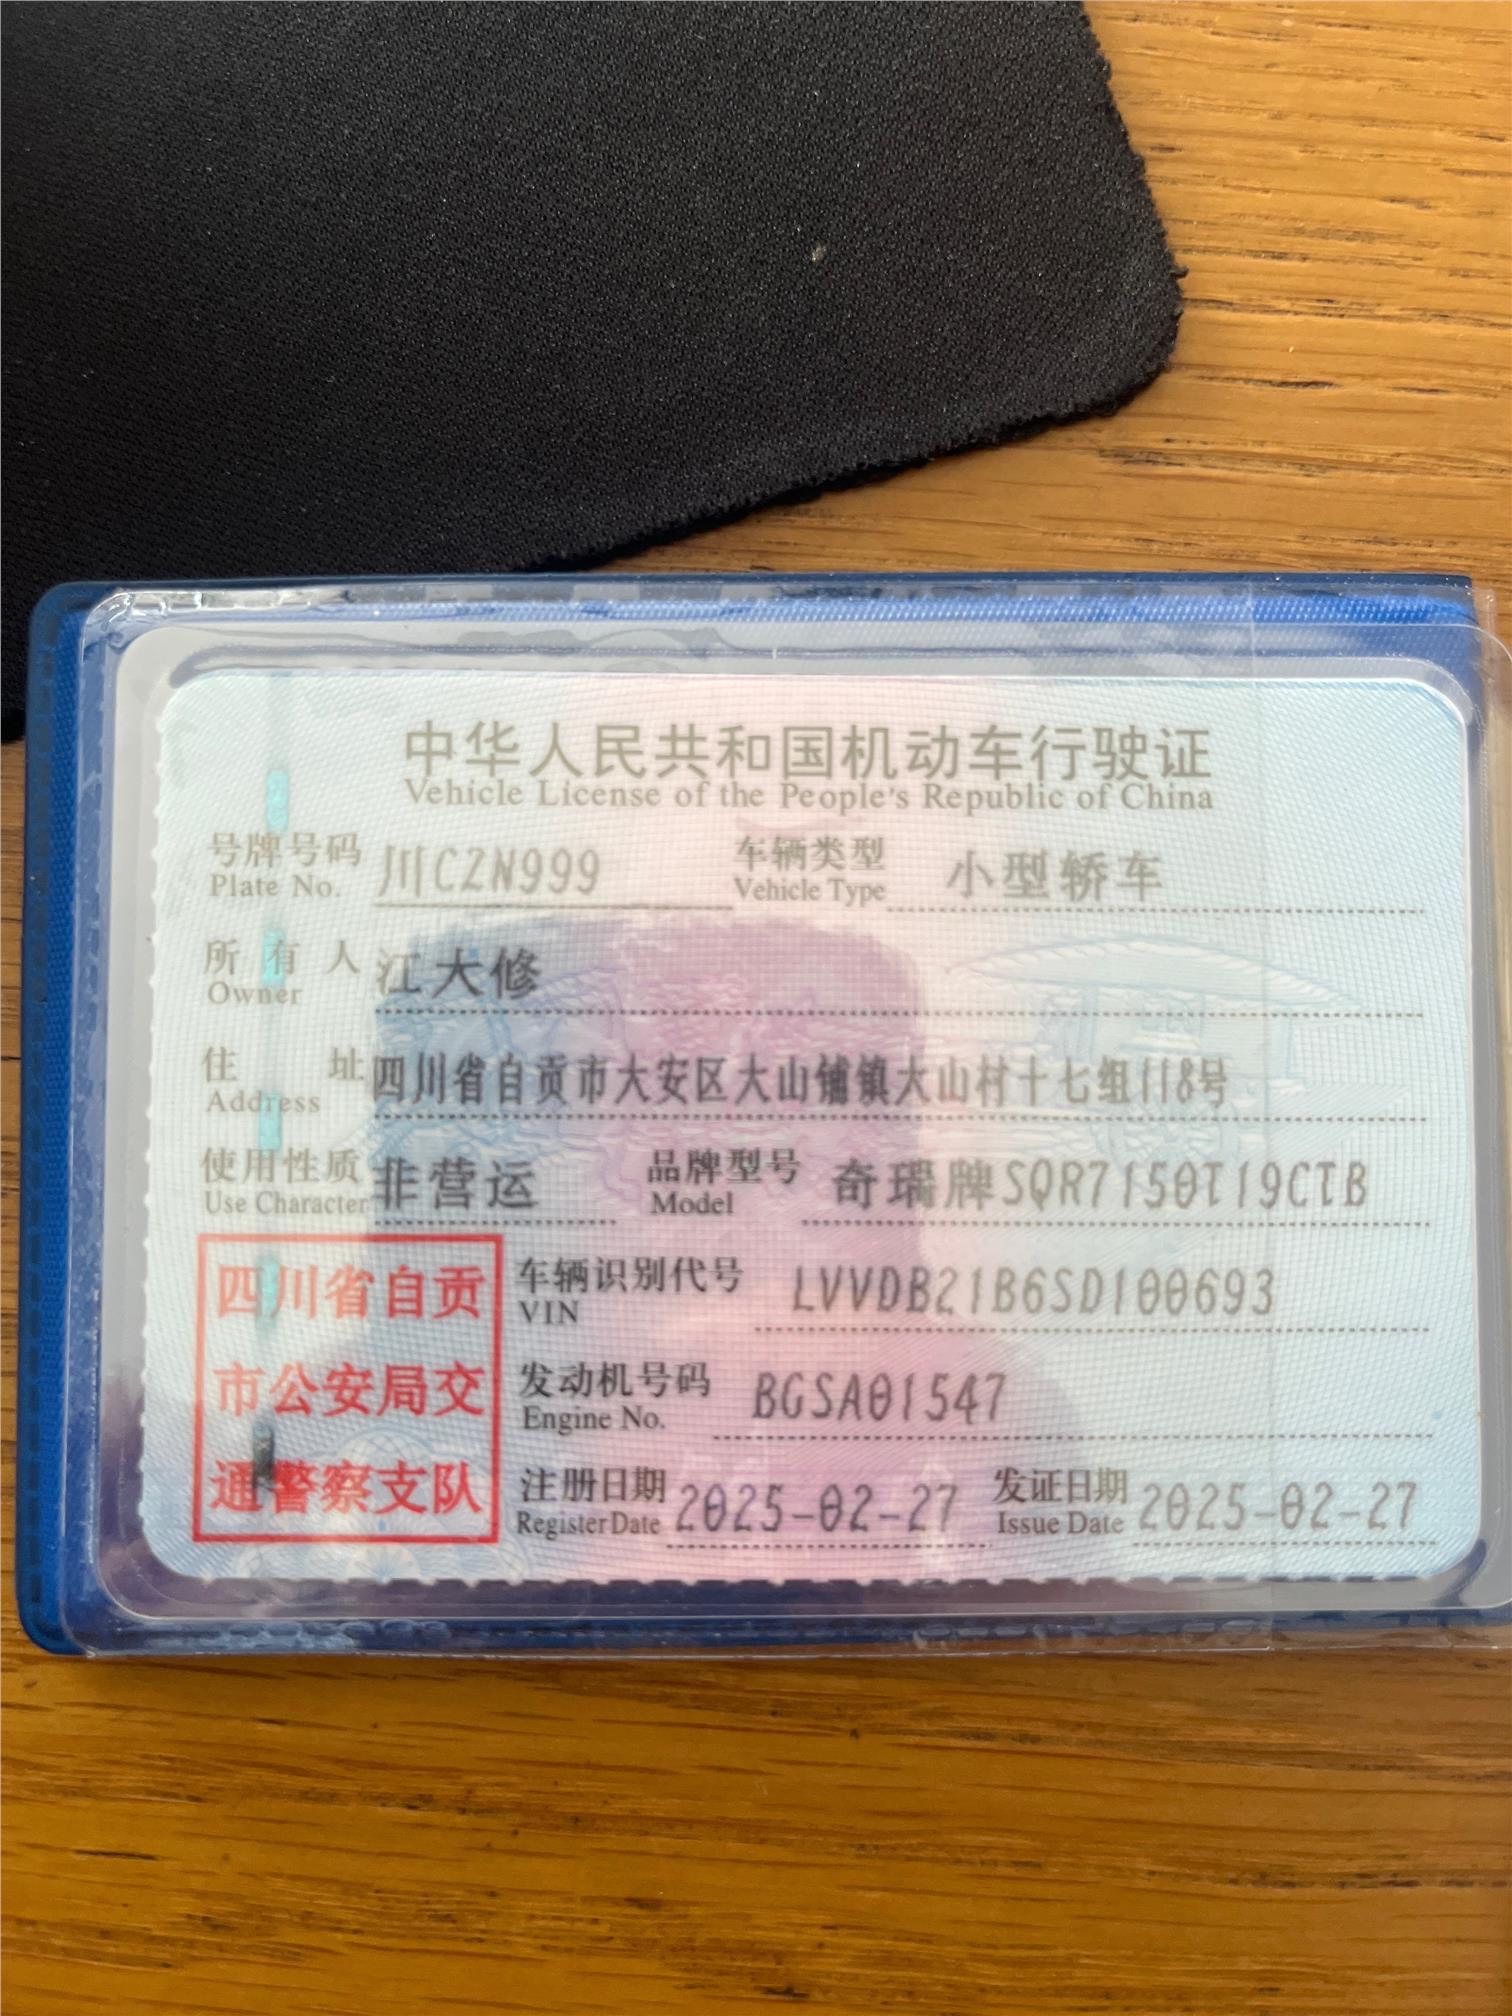 中华人民共和国机动车行驶证
Vehicle License of the People's Republic of China
号牌号码 川CZN999 车辆类型 小型轿车
Plate No. Vehicle Type
所有人 江大修
Owner
住址 四川省自贡市大安区大山铺镇大山村十七组118号
Address
使用性质 非营运 品牌型号 奇瑞牌SQR7150T19CTB
Use Character Model
四川省自贡
市公安局交
通警察支队
车辆识别代号 LVVDB21B6SD100693
VIN
发动机号码 BGSA01547
Engine No.
注册日期 2025-02-27 发证日期 2025-02-27
Register Date Issue Date